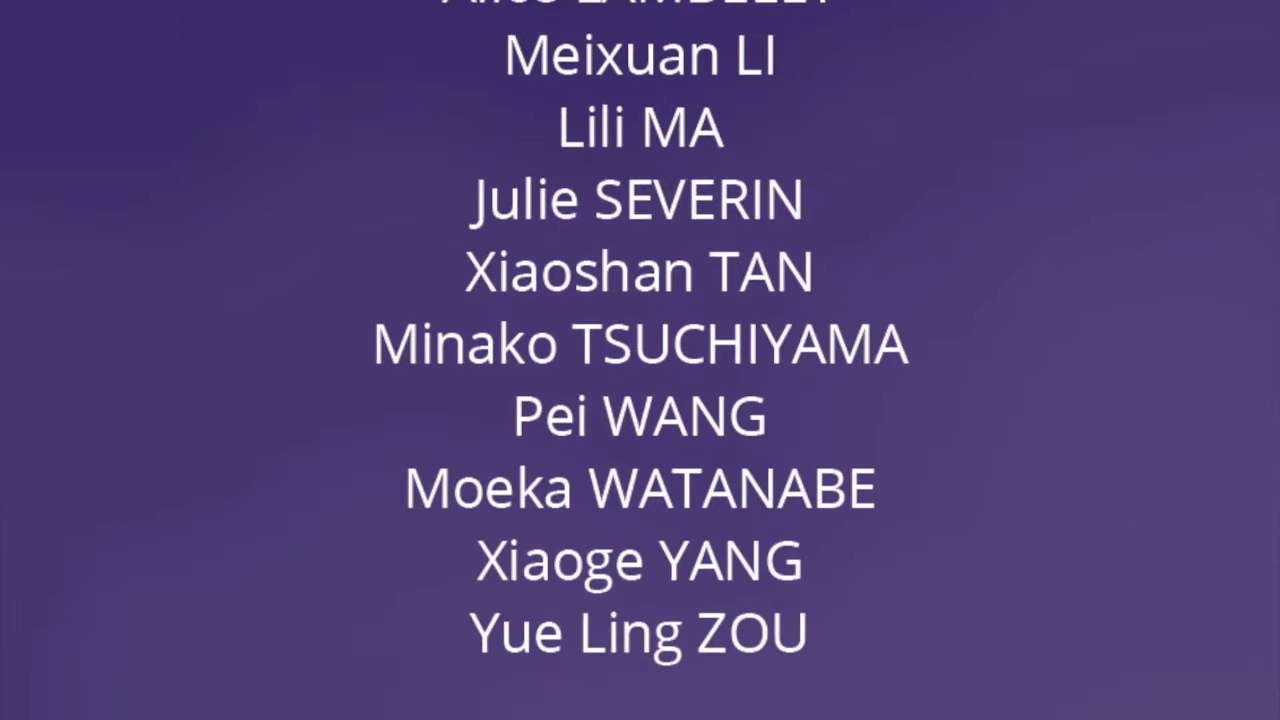 Meixuan LI
Lili MA
Julie SEVERIN
Xiaoshan TAN
Minako TSUCHIYAMA
Pei WANG
Moeka WATANABE
Xiaoge YANG
Yue Ling ZOU